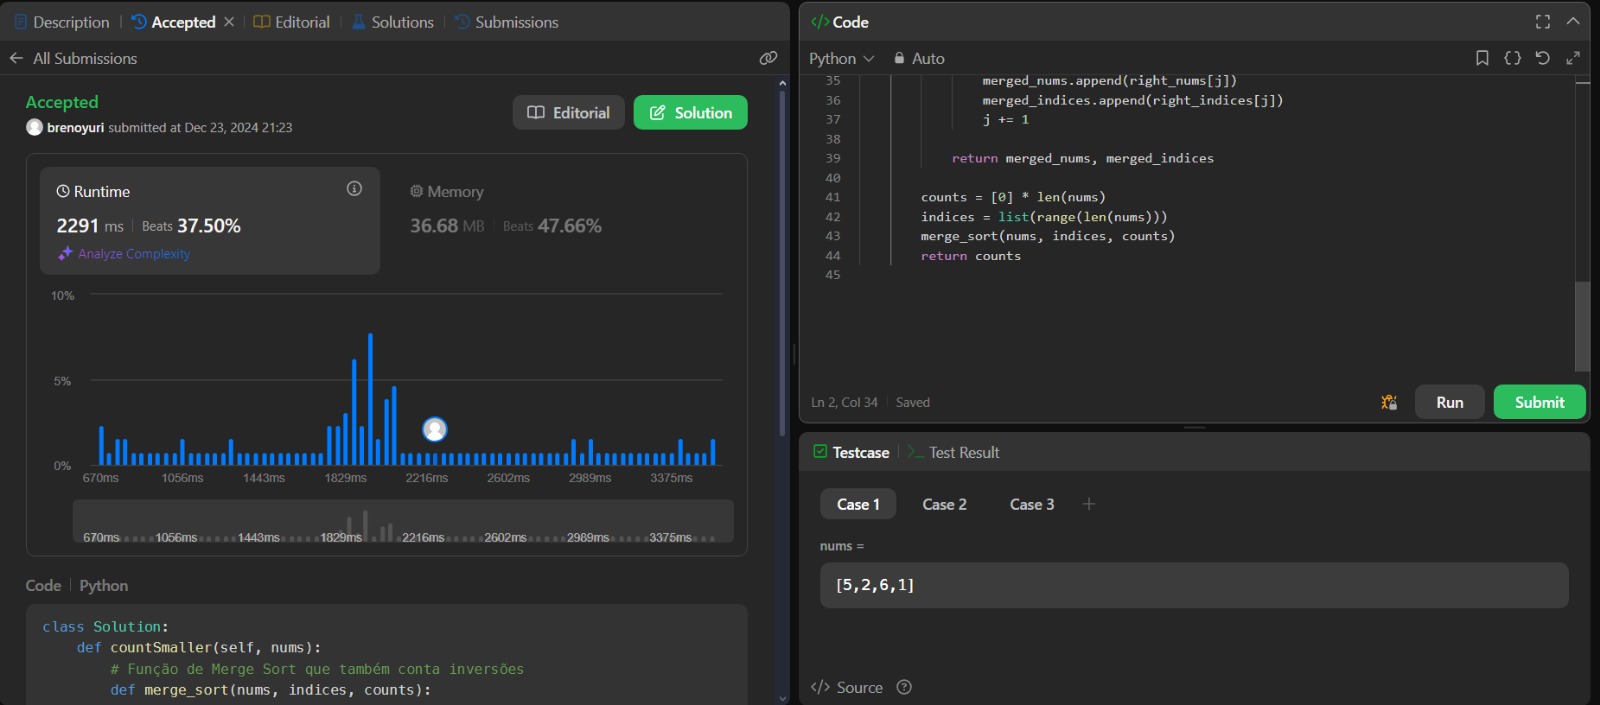 Description | Accepted × | Editorial | Solutions | Submissions
← All Submissions
Accepted
brenoyuri submitted at Dec 23, 2024 21:23
Editorial
Solution
Runtime
2291 ms | Beats 37.50%
Analyze Complexity
Memory
36.68 MB | Beats 47.66%
10%
5%
0%
670ms 1056ms 1443ms 1829ms 2216ms 2602ms 2989ms 3375ms
670ms 1056ms 1443ms 1829ms 2216ms 2602ms 2989ms 3375ms
Code | Python
class Solution:
    def countSmaller(self, nums):
        # Função de Merge Sort que também conta inversões
        def merge_sort(nums, indices, counts):
</> Code
Python Auto
35 merged_nums.append(right_nums[j])
36 merged_indices.append(right_indices[j])
37 j += 1
38
39 return merged_nums, merged_indices
40
41 counts = [0] * len(nums)
42 indices = list(range(len(nums)))
43 merge_sort(nums, indices, counts)
44 return counts
45
Ln 2, Col 34 | Saved
Run
Submit
Testcase | >_ Test Result
Case 1 Case 2 Case 3 +
nums =
[5,2,6,1]
</> Source ?